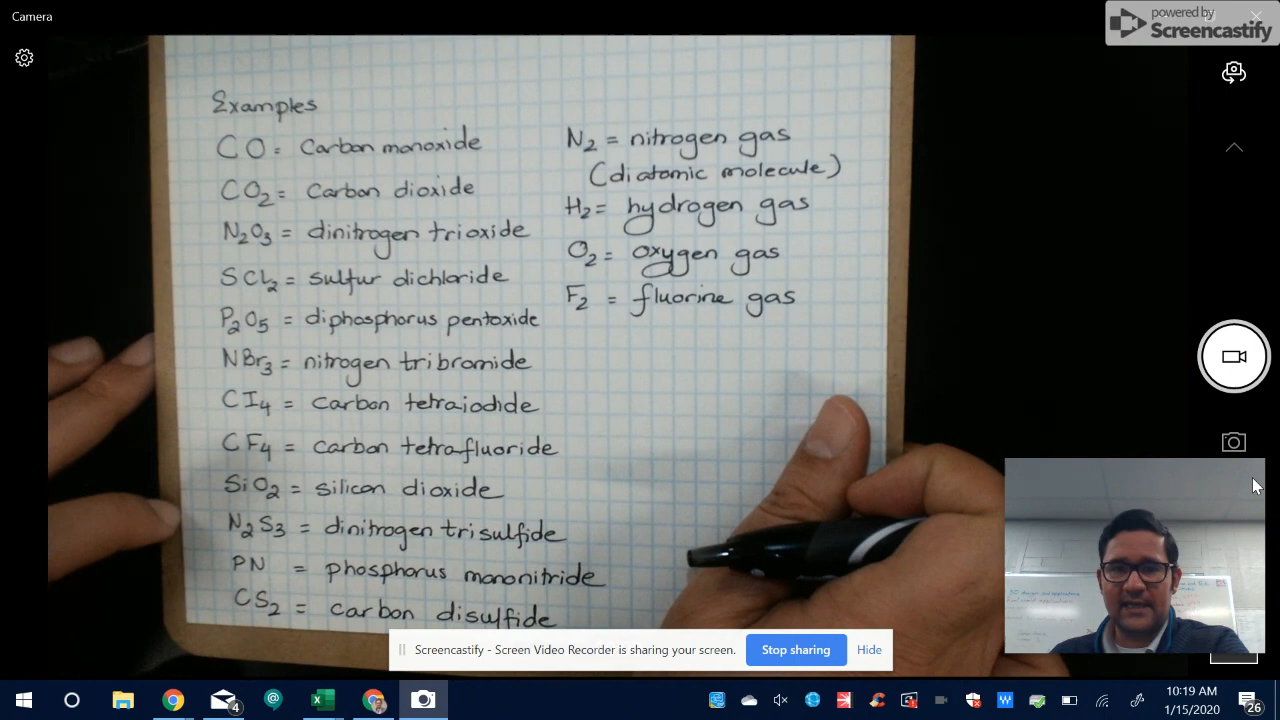 Camera
powered by
Screencastify
Examples
CO = Carbon monoxide
CO2 = Carbon dioxide
N2O3 = dinitrogen trioxide
SCl2 = sulfur dichloride
P2O5 = diphosphorus pentoxide
NBr3 = nitrogen tribromide
CI4 = carbon tetraiodide
CF4 = carbon tetrafluoride
SiO2 = silicon dioxide
N2S3 = dinitrogen trisulfide
PN = phosphorus mononitride
CS2 = carbon disulfide
N2 = nitrogen gas
(diatomic molecule)
H2 = hydrogen gas
O2 = oxygen gas
F2 = fluorine gas
Screencastify - Screen Video Recorder is sharing your screen.
Stop sharing
Hide
4
10:19 AM
1/15/2020
26